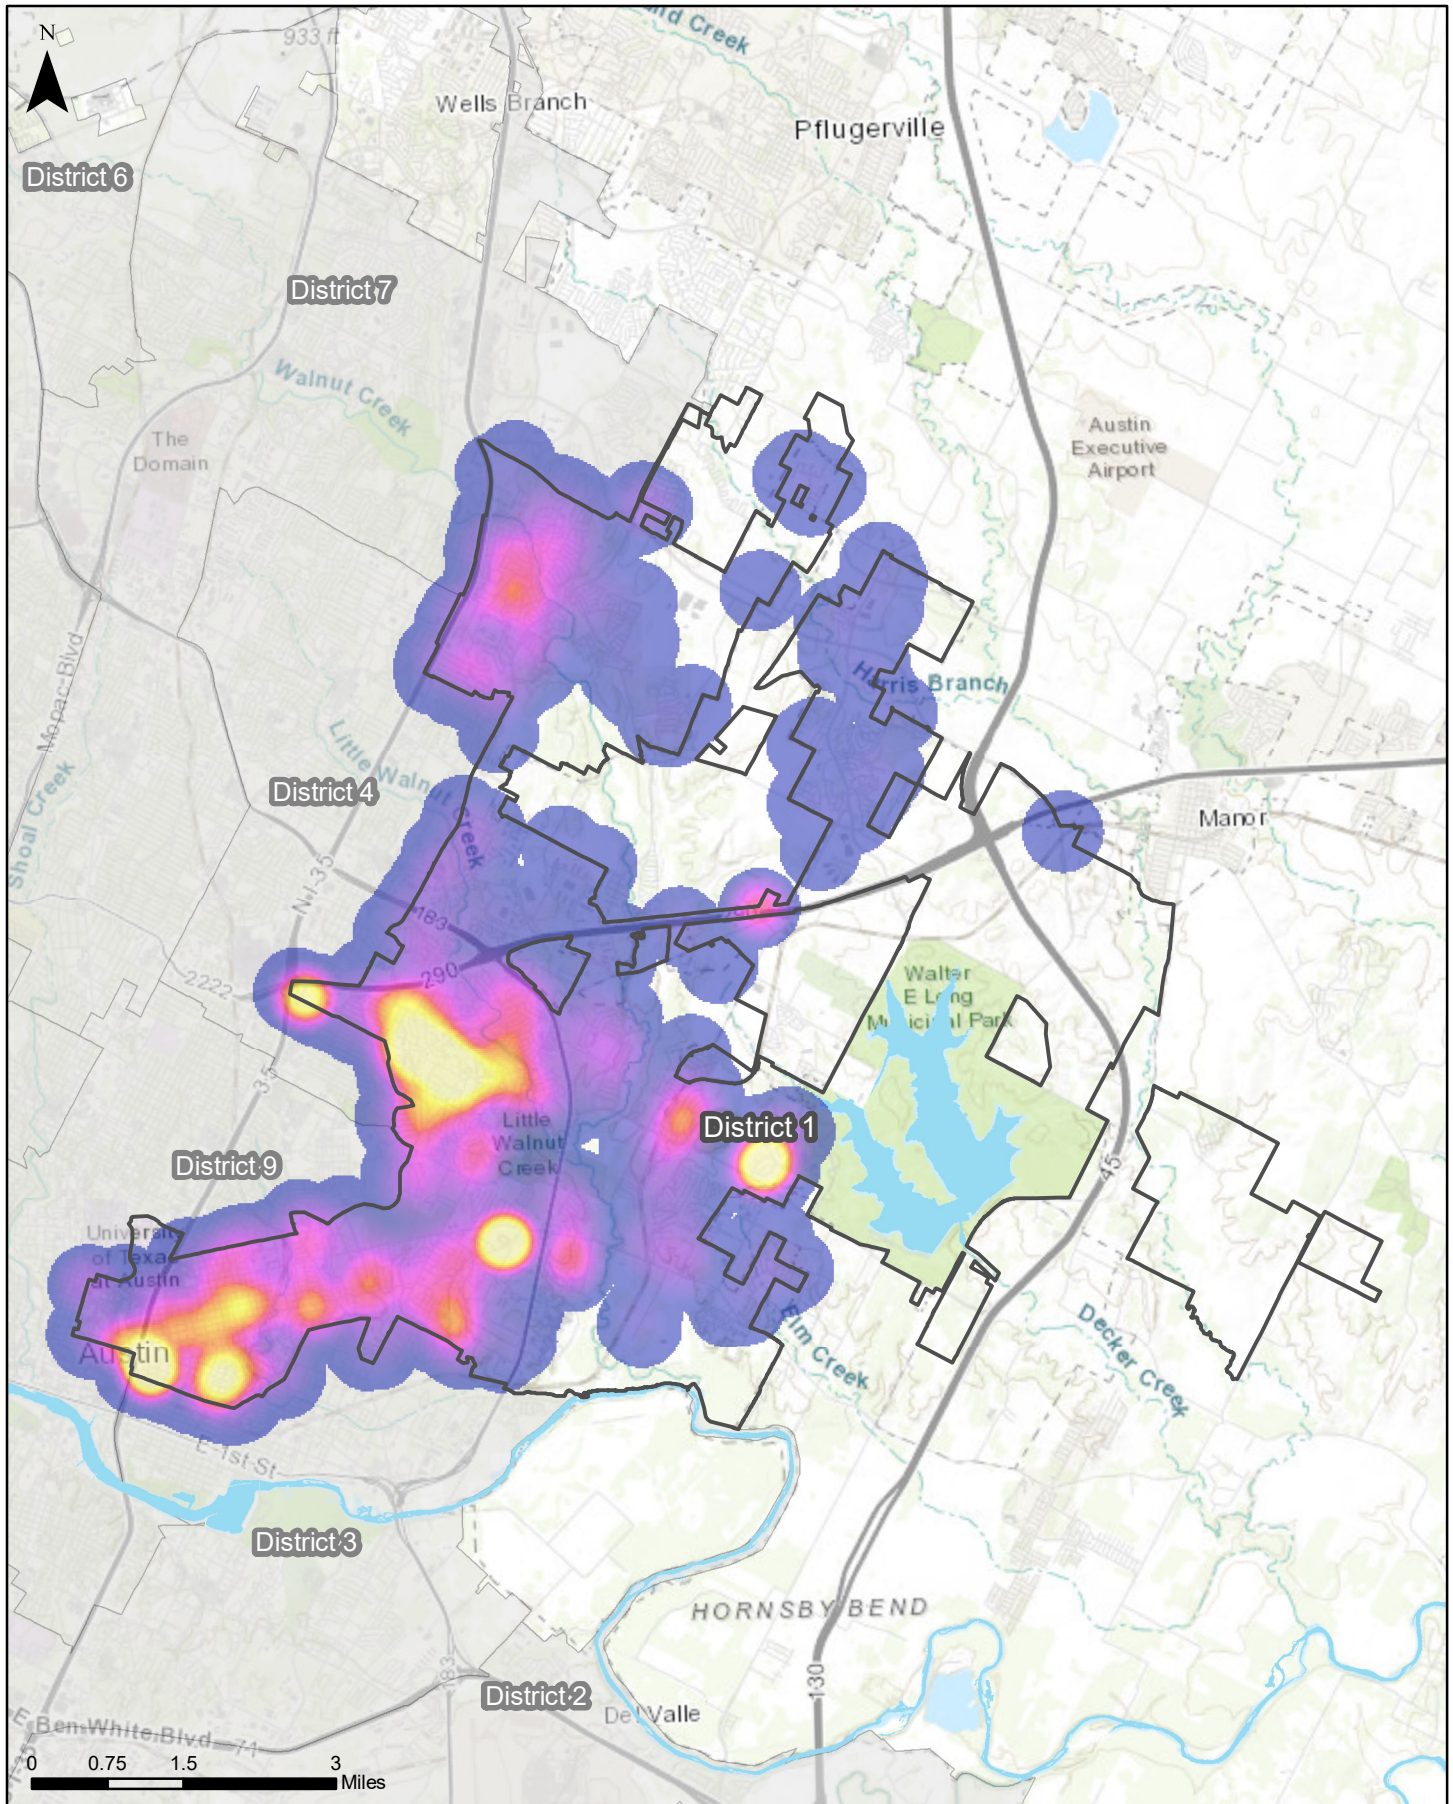 N
933 ft
and Creek
Wells Branch
Pflugerville
District 6
District 7
Walnut Creek
The
Domain
Austin
Executive
Airport
Mopac Blvd
Harris Branch
Little Walnut Creek
District 4
Shoal Creek
Manor
N I-35
183
290
2222
Walter
E Long
Municipal Park
35
Little
Walnut
Creek
District 1
District 9
45
University
of Texas
at Austin
Austin
Elm Creek
Decker Creek
E 1st St
District 3
HORNSBY BEND
183
130
District 2
Del Valle
E Ben White Blvd
71
I-35
0 0.75 1.5 3
Miles